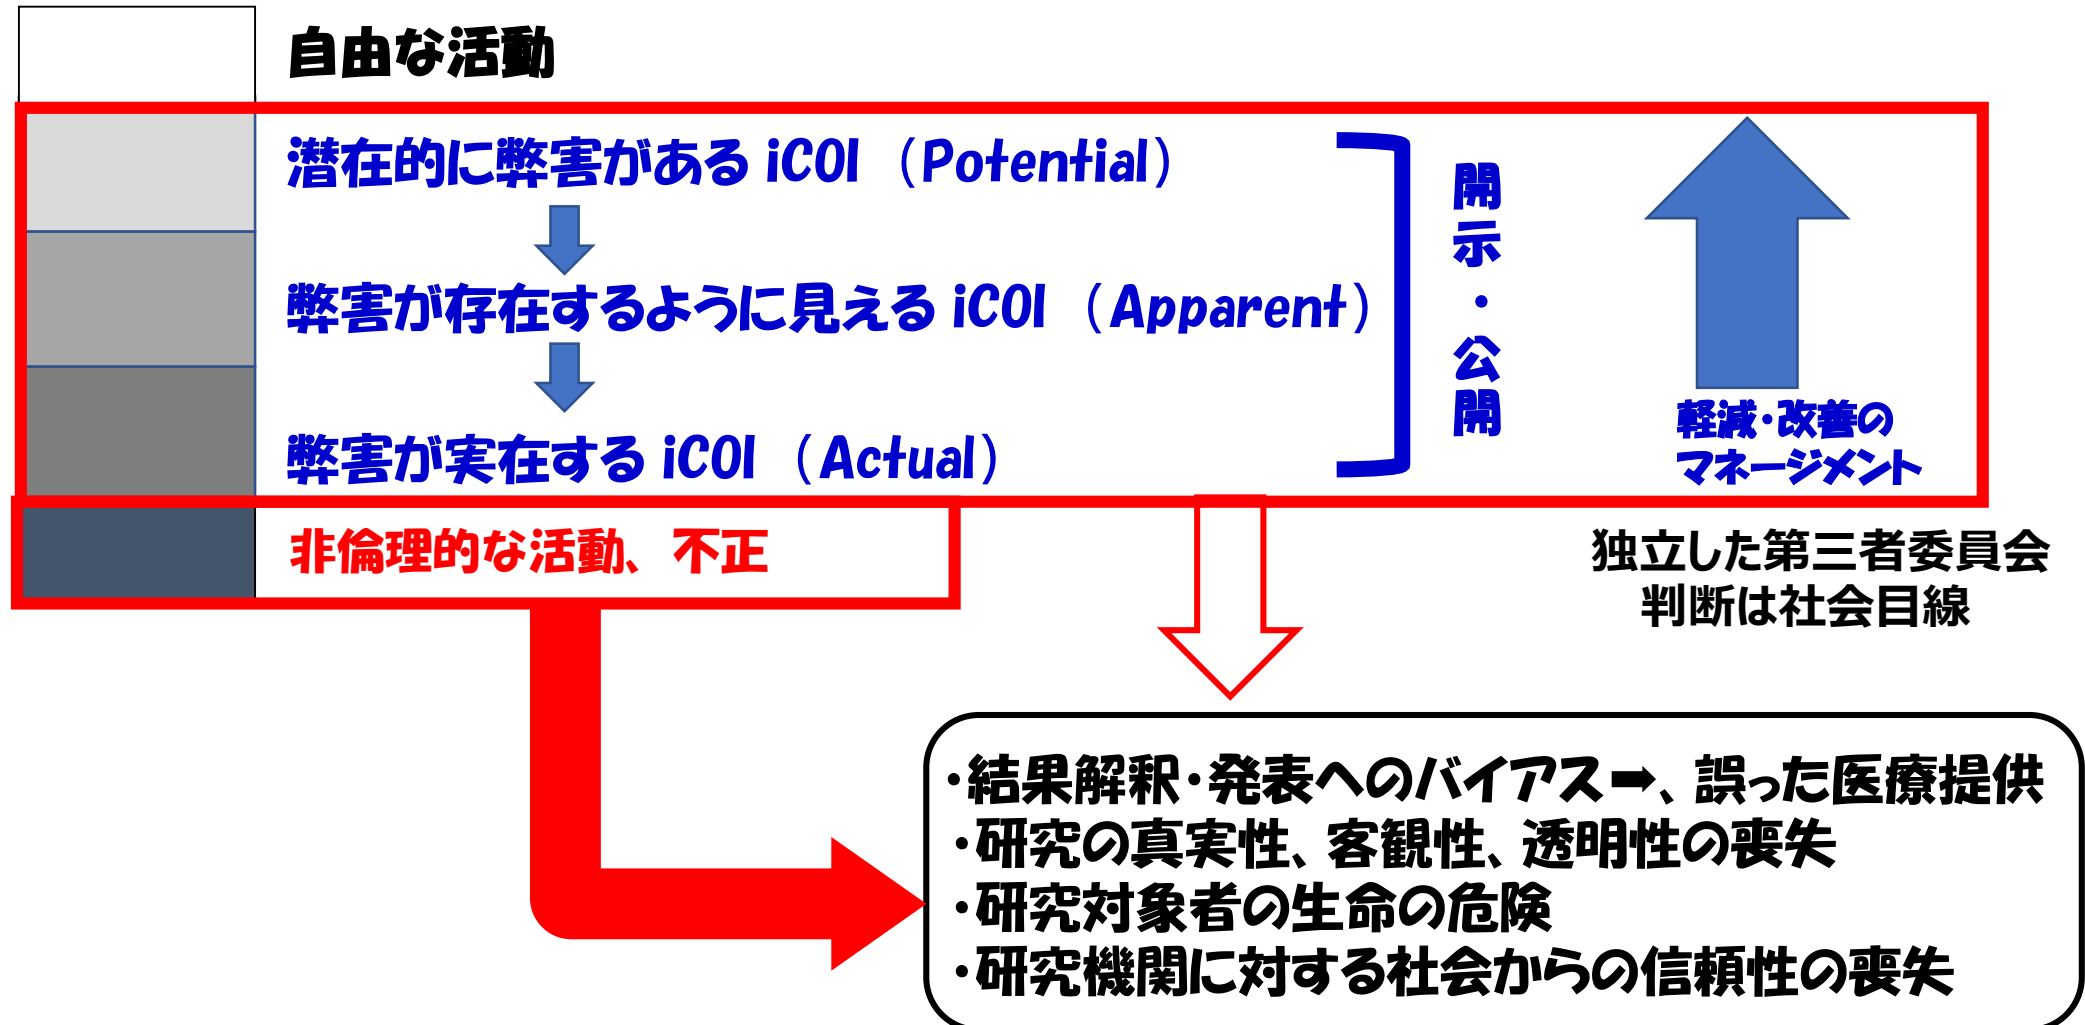 自由な活動
潜在的に弊害がある iCOI （Potential）
弊害が存在するように見える iCOI （Apparent）
弊害が実在する iCOI （Actual）
開示・公開
軽減・改善の
マネージメント
非倫理的な活動、不正
独立した第三者委員会
判断は社会目線
・結果解釈・発表へのバイアス➡、誤った医療提供
・研究の真実性、客観性、透明性の喪失
・研究対象者の生命の危険
・研究機関に対する社会からの信頼性の喪失